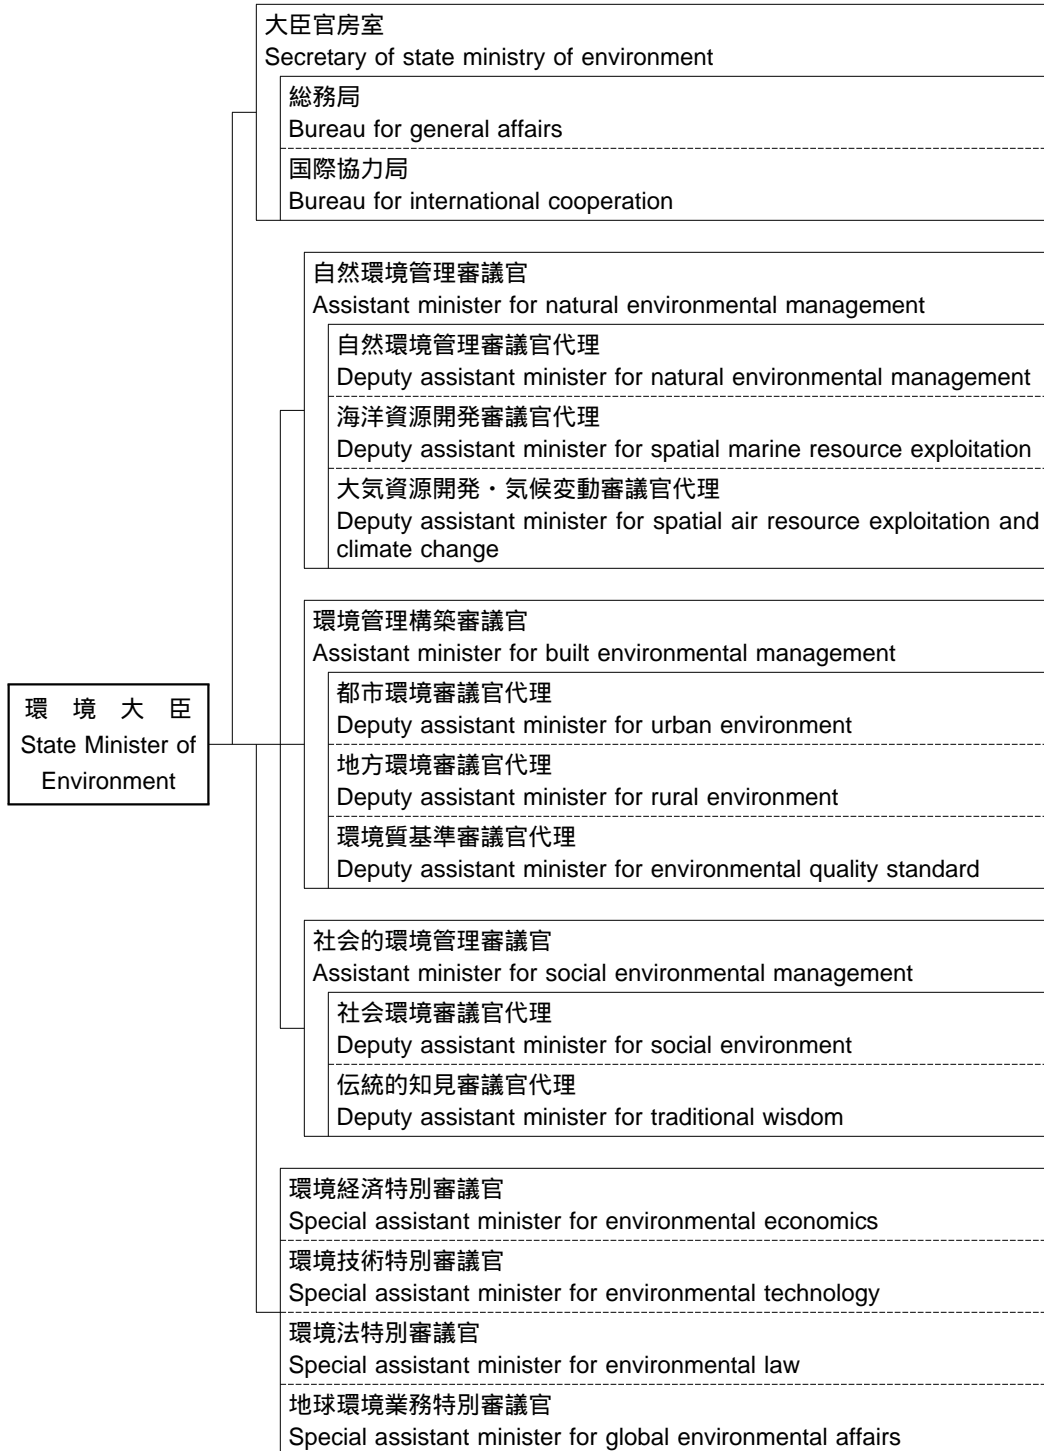 大臣官房室
Secretary of state ministry of environment
総務局
Bureau for general affairs
国際協力局
Bureau for international cooperation
自然環境管理審議官
Assistant minister for natural environmental management
自然環境管理審議官代理
Deputy assistant minister for natural environmental management
海洋資源開発審議官代理
Deputy assistant minister for spatial marine resource exploitation
大気資源開発・気候変動審議官代理
Deputy assistant minister for spatial air resource exploitation and
climate change
環境管理構築審議官
Assistant minister for built environmental management
都市環境審議官代理
Deputy assistant minister for urban environment
地方環境審議官代理
Deputy assistant minister for rural environment
環境質基準審議官代理
Deputy assistant minister for environmental quality standard
環 境 大 臣
State Minister of
Environment
社会的環境管理審議官
Assistant minister for social environmental management
社会環境審議官代理
Deputy assistant minister for social environment
伝統的知見審議官代理
Deputy assistant minister for traditional wisdom
環境経済特別審議官
Special assistant minister for environmental economics
環境技術特別審議官
Special assistant minister for environmental technology
環境法特別審議官
Special assistant minister for environmental law
地球環境業務特別審議官
Special assistant minister for global environmental affairs